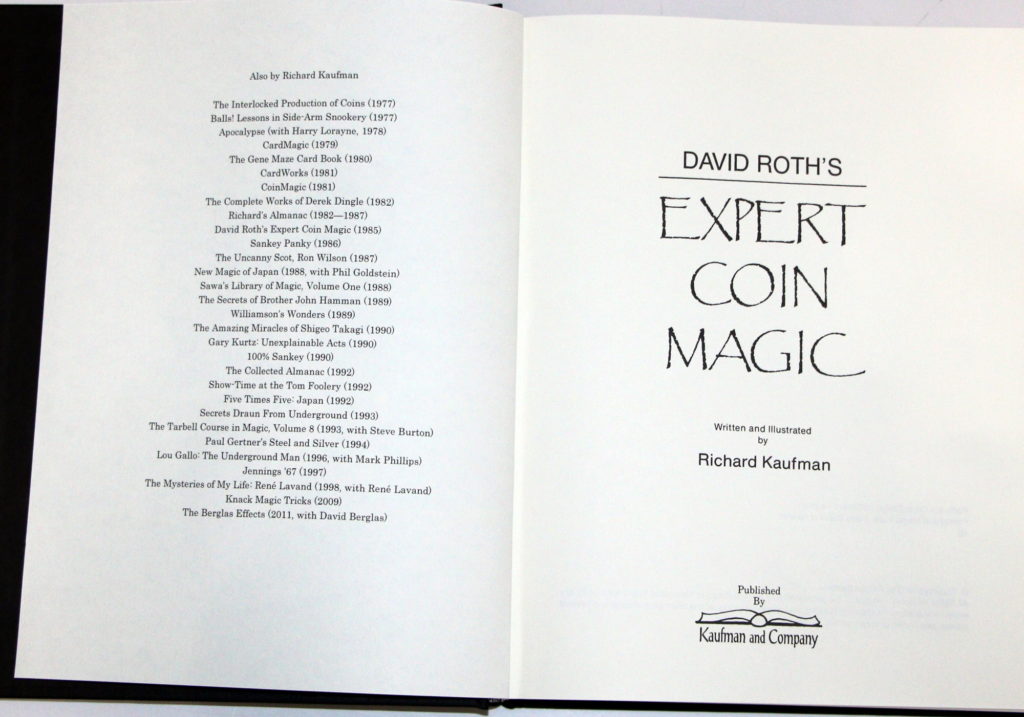 Also by Richard Kaufman
The Interlocked Production of Coins (1977)
Balls! Lessons in Side-Arm Snookery (1977)
Apocalypse (with Harry Lorayne, 1978)
CardMagic (1979)
The Gene Maze Card Book (1980)
CardWorks (1981)
CoinMagic (1981)
The Complete Works of Derek Dingle (1982)
Richard's Almanac (1982—1987)
David Roth's Expert Coin Magic (1985)
Sankey Panky (1986)
The Uncanny Scot, Ron Wilson (1987)
New Magic of Japan (1988, with Phil Goldstein)
Sawa's Library of Magic, Volume One (1988)
The Secrets of Brother John Hamman (1989)
Williamson's Wonders (1989)
The Amazing Miracles of Shigeo Takagi (1990)
Gary Kurtz: Unexplainable Acts (1990)
100% Sankey (1990)
The Collected Almanac (1992)
Show-Time at the Tom Foolery (1992)
Five Times Five: Japan (1992)
Secrets Draun From Underground (1993)
The Tarbell Course in Magic, Volume 8 (1993, with Steve Burton)
Paul Gertner's Steel and Silver (1994)
Lou Gallo: The Underground Man (1996, with Mark Phillips)
Jennings '67 (1997)
The Mysteries of My Life: René Lavand (1998, with René Lavand)
Knack Magic Tricks (2009)
The Berglas Effects (2011, with David Berglas)
DAVID ROTH'S
EXPERT
COIN
MAGIC
Written and Illustrated
by
Richard Kaufman
Published
By
Kaufman and Company